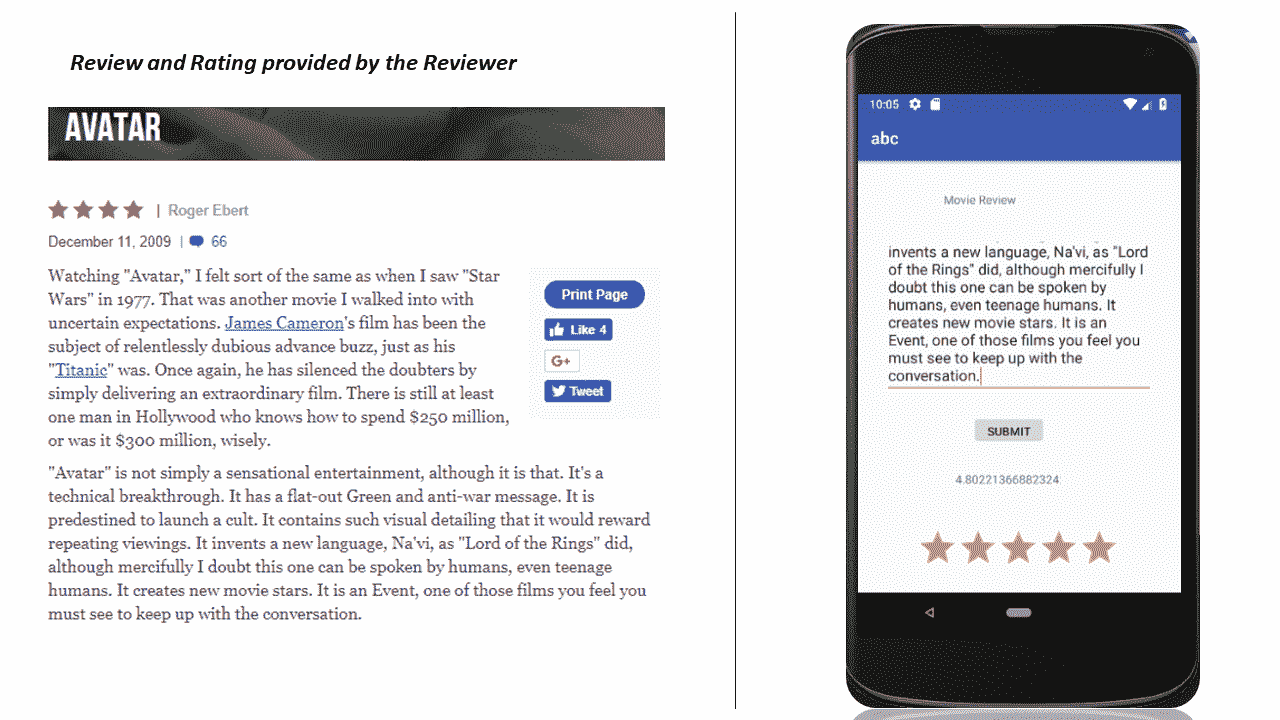 Review and Rating provided by the Reviewer
AVATAR
| Roger Ebert
December 11, 2009 | 66
Watching "Avatar," I felt sort of the same as when I saw "Star
Wars" in 1977. That was another movie I walked into with
uncertain expectations. James Cameron's film has been the
subject of relentlessly dubious advance buzz, just as his
"Titanic" was. Once again, he has silenced the doubters by
simply delivering an extraordinary film. There is still at least
one man in Hollywood who knows how to spend $250 million,
or was it $300 million, wisely.
Print Page
Like 4
G+
Tweet
"Avatar" is not simply a sensational entertainment, although it is that. It's a
technical breakthrough. It has a flat-out Green and anti-war message. It is
predestined to launch a cult. It contains such visual detailing that it would reward
repeating viewings. It invents a new language, Na'vi, as "Lord of the Rings" did,
although mercifully I doubt this one can be spoken by humans, even teenage
humans. It creates new movie stars. It is an Event, one of those films you feel you
must see to keep up with the conversation.
10:05
abc
Movie Review
invents a new language, Na'vi, as "Lord
of the Rings" did, although mercifully I
doubt this one can be spoken by
humans, even teenage humans. It
creates new movie stars. It is an
Event, one of those films you feel you
must see to keep up with the
conversation.
SUBMIT
4.80221366882324